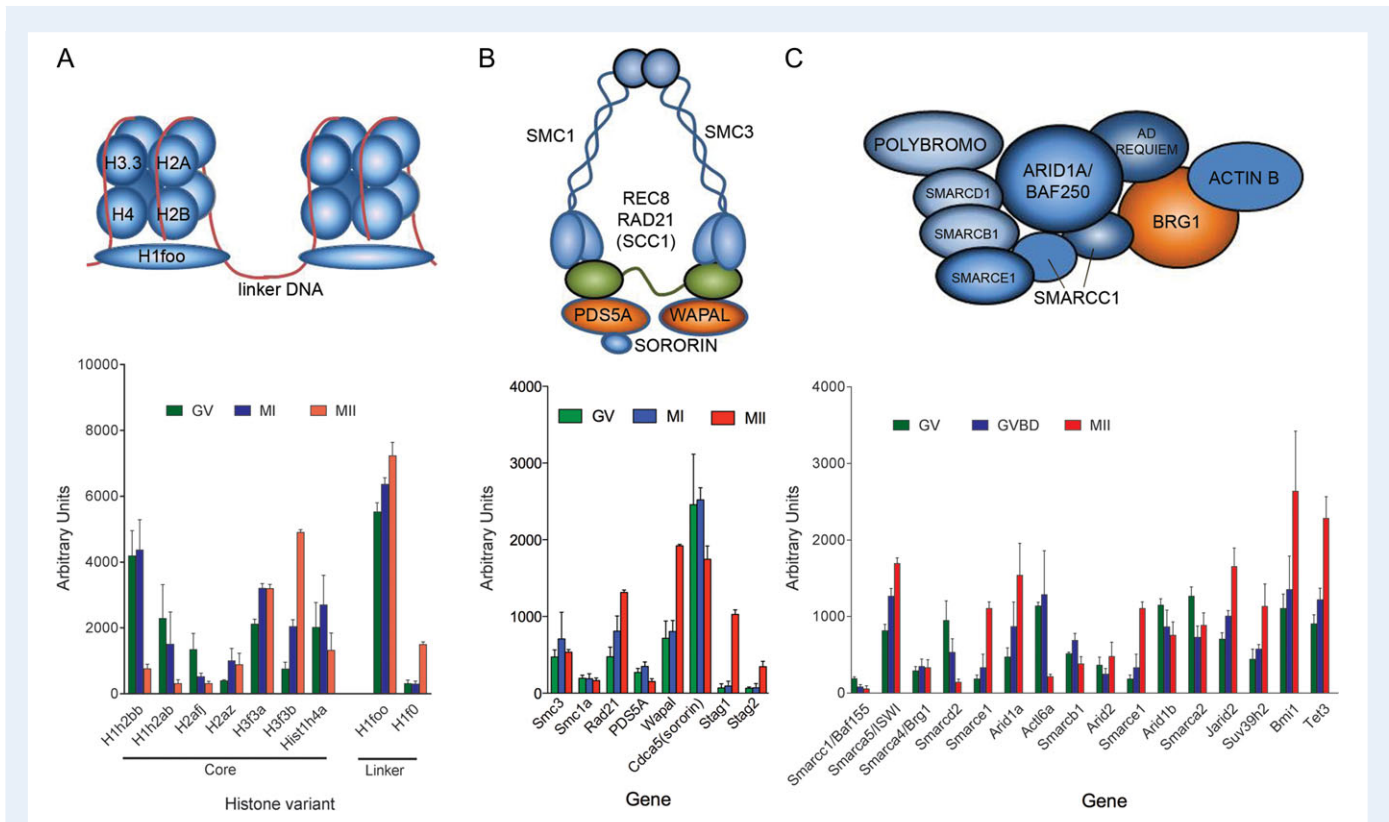 A
H3.3
H2A
H4
H2B
H1foo
linker DNA
10000
8000
6000
4000
2000
0
Arbitrary Units
GV
MI
MII
H1h2bb
H1h2ab
H2afj
H2az
H3f3a
H3f3b
Hist1h4a
H1foo
H1f0
Core
Linker
Histone variant
B
SMC1
SMC3
REC8
RAD21
(SCC1)
PDS5A
WAPAL
SORORIN
4000
3000
2000
1000
0
Arbitrary Units
GV
MI
MII
Smc3
Smc1a
Rad21
PDS5A
Wapal
Cdca5(sororin)
Stag1
Stag2
Gene
C
POLYBROMO
ARID1A/
BAF250
AD
REQUIEM
ACTIN B
SMARCD1
SMARCB1
BRG1
SMARCE1
SMARCC1
4000
3000
2000
1000
0
Arbitrary Units
GV
GVBD
MII
Smarcc1/Baf155
Smarca5/ISWI
Smarca4/Brg1
Smarcd2
Smarce1
Arid1a
Actl6a
Smarcb1
Arid2
Smarce1
Arid1b
Smarca2
Jarid2
Suv39h2
Bmi1
Tet3
Gene